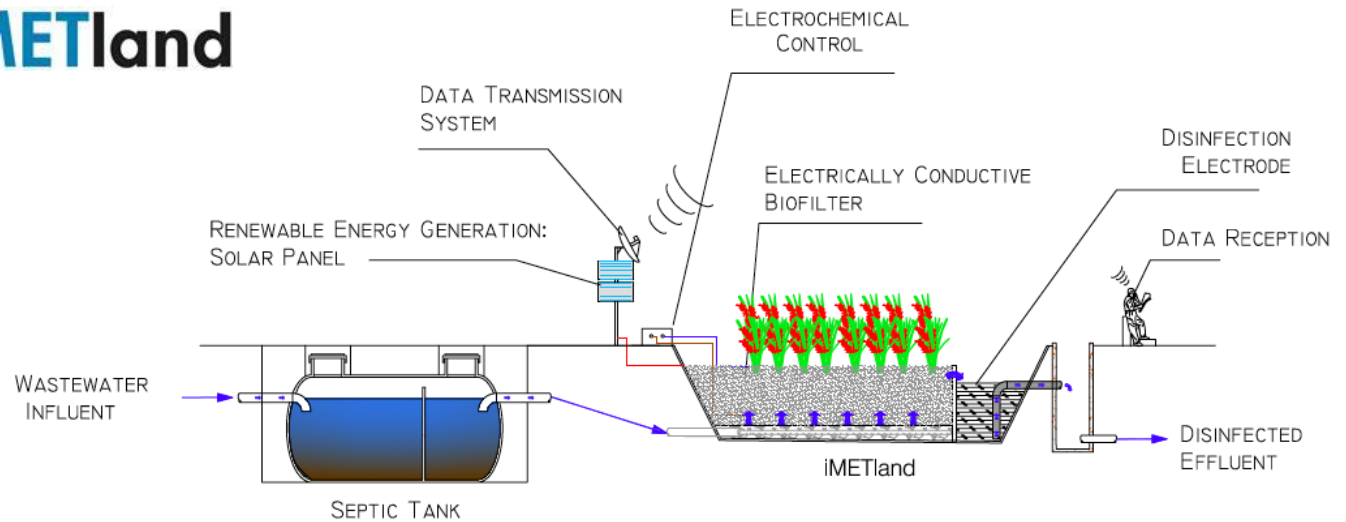 METland
ELECTROCHEMICAL
CONTROL
DATA TRANSMISSION
SYSTEM
DISINFECTION
ELECTRODE
ELECTRICALLY CONDUCTIVE
BIOFILTER
RENEWABLE ENERGY GENERATION:
SOLAR PANEL
DATA RECEPTION
WASTEWATER
INFLUENT
DISINFECTED
EFFLUENT
iMETland
SEPTIC TANK